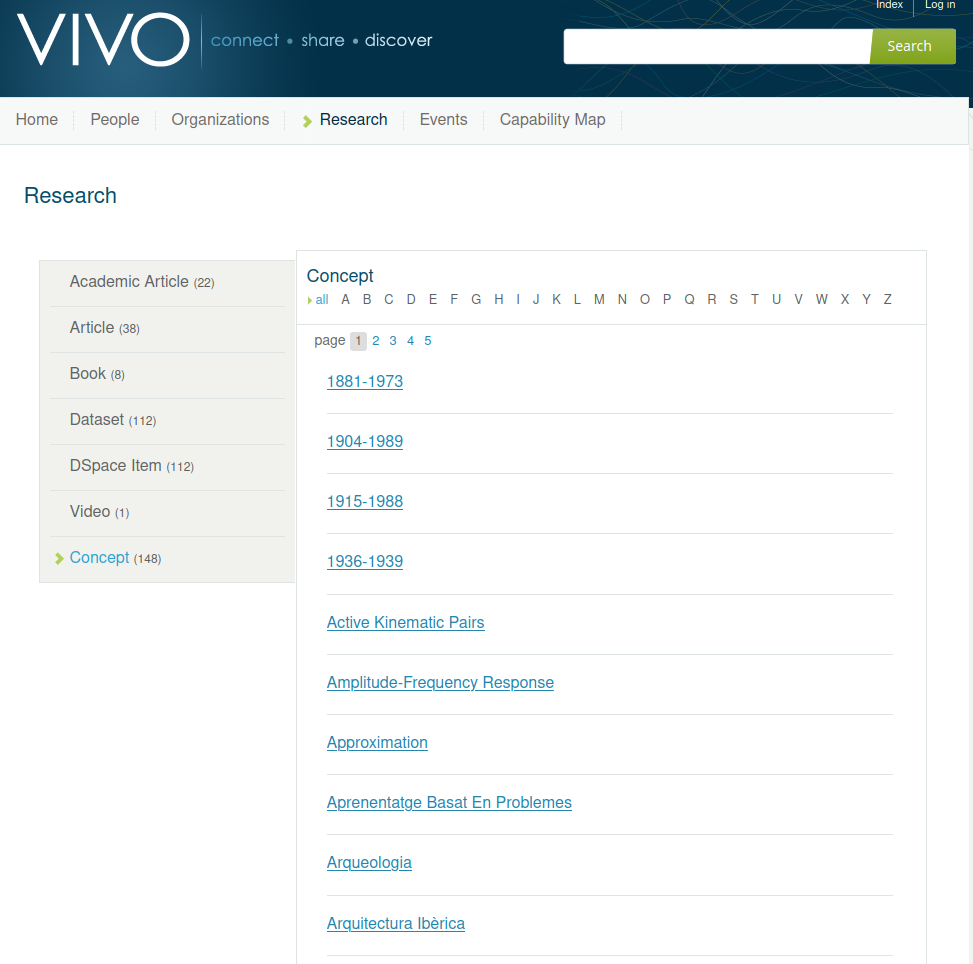 Index Log in
VIVO connect • share • discover
Search
Home People Organizations Research Events Capability Map
Research
Academic Article (22)
Article (38)
Book (8)
Dataset (112)
DSpace Item (112)
Video (1)
Concept (148)
Concept
all A B C D E F G H I J K L M N O P Q R S T U V W X Y Z
page 1 2 3 4 5
1881-1973
1904-1989
1915-1988
1936-1939
Active Kinematic Pairs
Amplitude-Frequency Response
Approximation
Aprenentatge Basat En Problemes
Arqueologia
Arquitectura Ibèrica